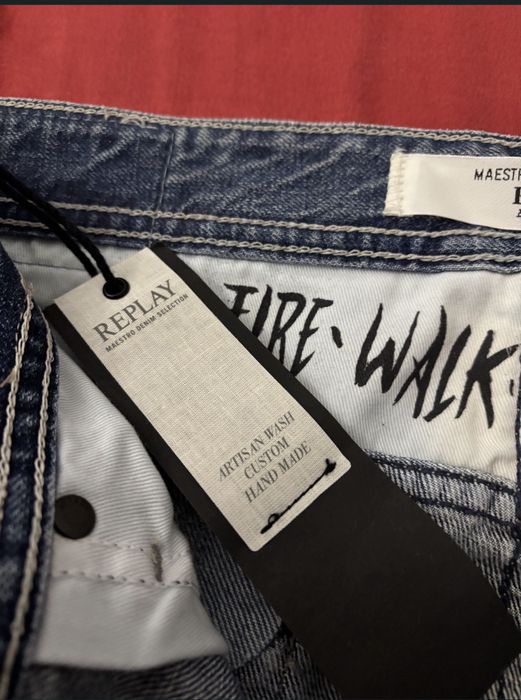 MAESTR
REPLAY
MAESTRO DENIM SELECTION
FIRE·WALK·
ARTISAN WASH
CUSTOM
HAND MADE